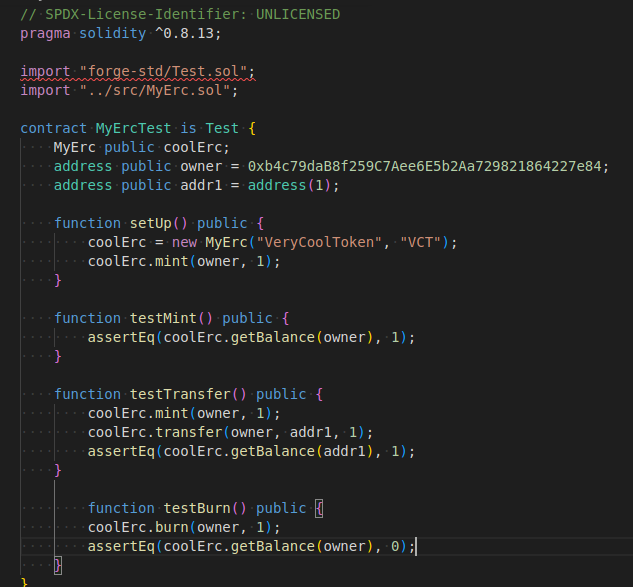 // SPDX-License-Identifier: UNLICENSED
pragma solidity ^0.8.13;
import "forge-std/Test.sol";
import "../src/MyErc.sol";
contract MyErcTest is Test {
MyErc public coolErc;
address public owner = 0xb4c79daB8f259C7Aee6E5b2Aa729821864227e84;
address public addr1 = address(1);
function setUp() public {
coolErc = new MyErc("VeryCoolToken", "VCT");
coolErc.mint(owner, 1);
}
function testMint() public {
assertEq(coolErc.getBalance(owner), 1);
}
function testTransfer() public {
coolErc.mint(owner, 1);
coolErc.transfer(owner, addr1, 1);
assertEq(coolErc.getBalance(addr1), 1);
}
function testBurn() public {
coolErc.burn(owner, 1);
assertEq(coolErc.getBalance(owner), 0);
}
}